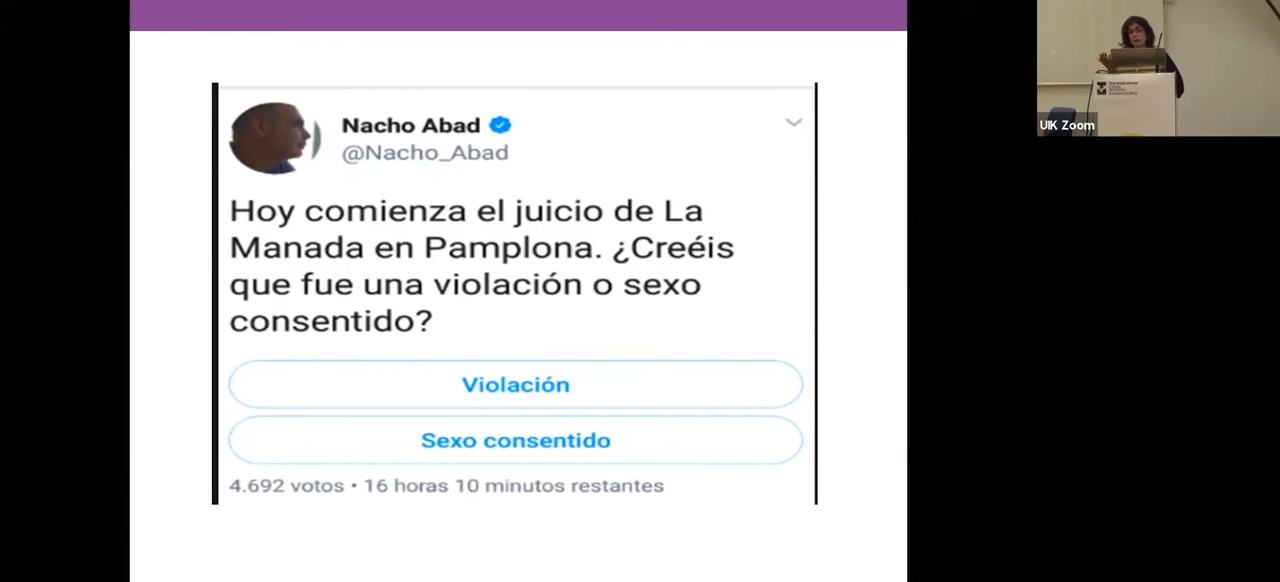 Nacho Abad
@Nacho_Abad
Hoy comienza el juicio de La
Manada en Pamplona. ¿Creéis
que fue una violación o sexo
consentido?
Violación
Sexo consentido
4.692 votos • 16 horas 10 minutos restantes
UIK Zoom